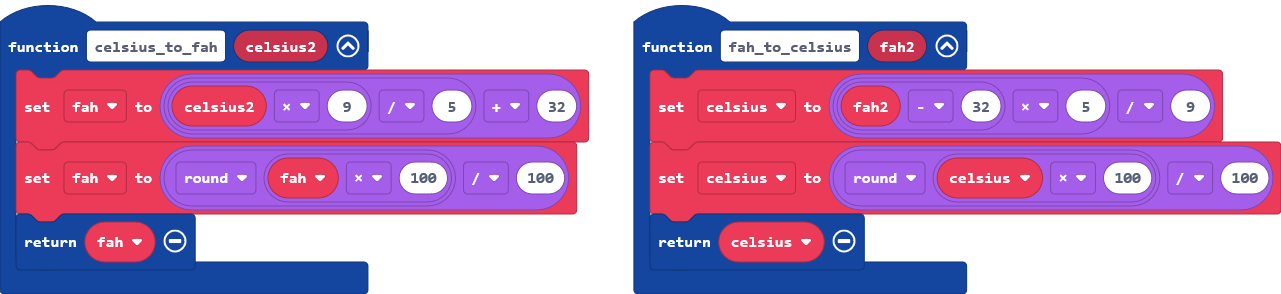 function celsius_to_fah celsius2
set fah to celsius2 × 9 / 5 + 32
set fah to round fah × 100 / 100
return fah
function fah_to_celsius fah2
set celsius to fah2 - 32 × 5 / 9
set celsius to round celsius × 100 / 100
return celsius